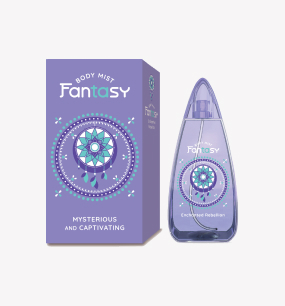 BODY MIST
Fantasy
MYSTERIOUS
AND CAPTIVATING
Fantasy
Enchanted Rebellion